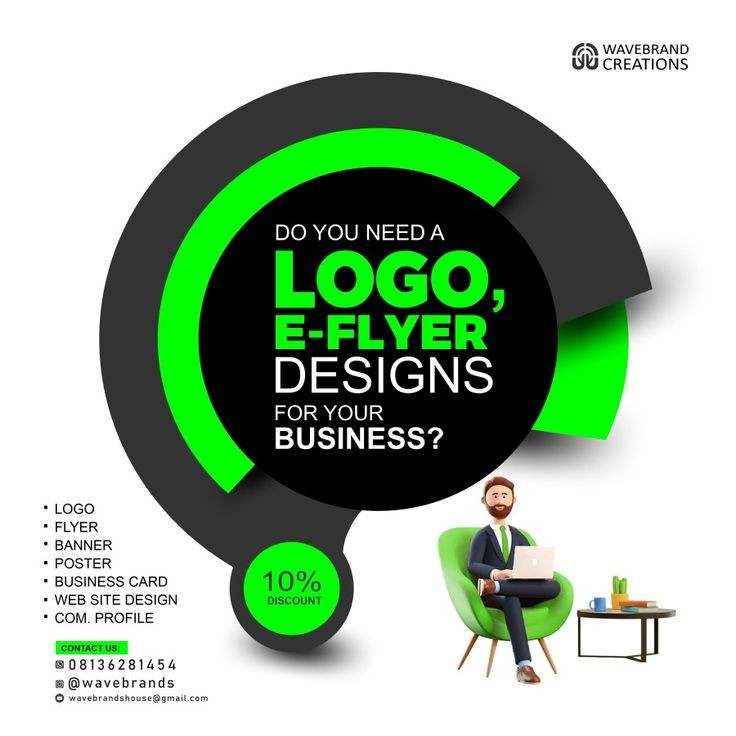 WAVEBRAND
CREATIONS
DO YOU NEED A
LOGO,
E-FLYER
DESIGNS
FOR YOUR
BUSINESS?
• LOGO
• FLYER
• BANNER
• POSTER
• BUSINESS CARD
• WEB SITE DESIGN
• COM. PROFILE
10%
DISCOUNT
CONTACT US:
08136281454
@wavebrands
wavebrandshouse@gmail.com